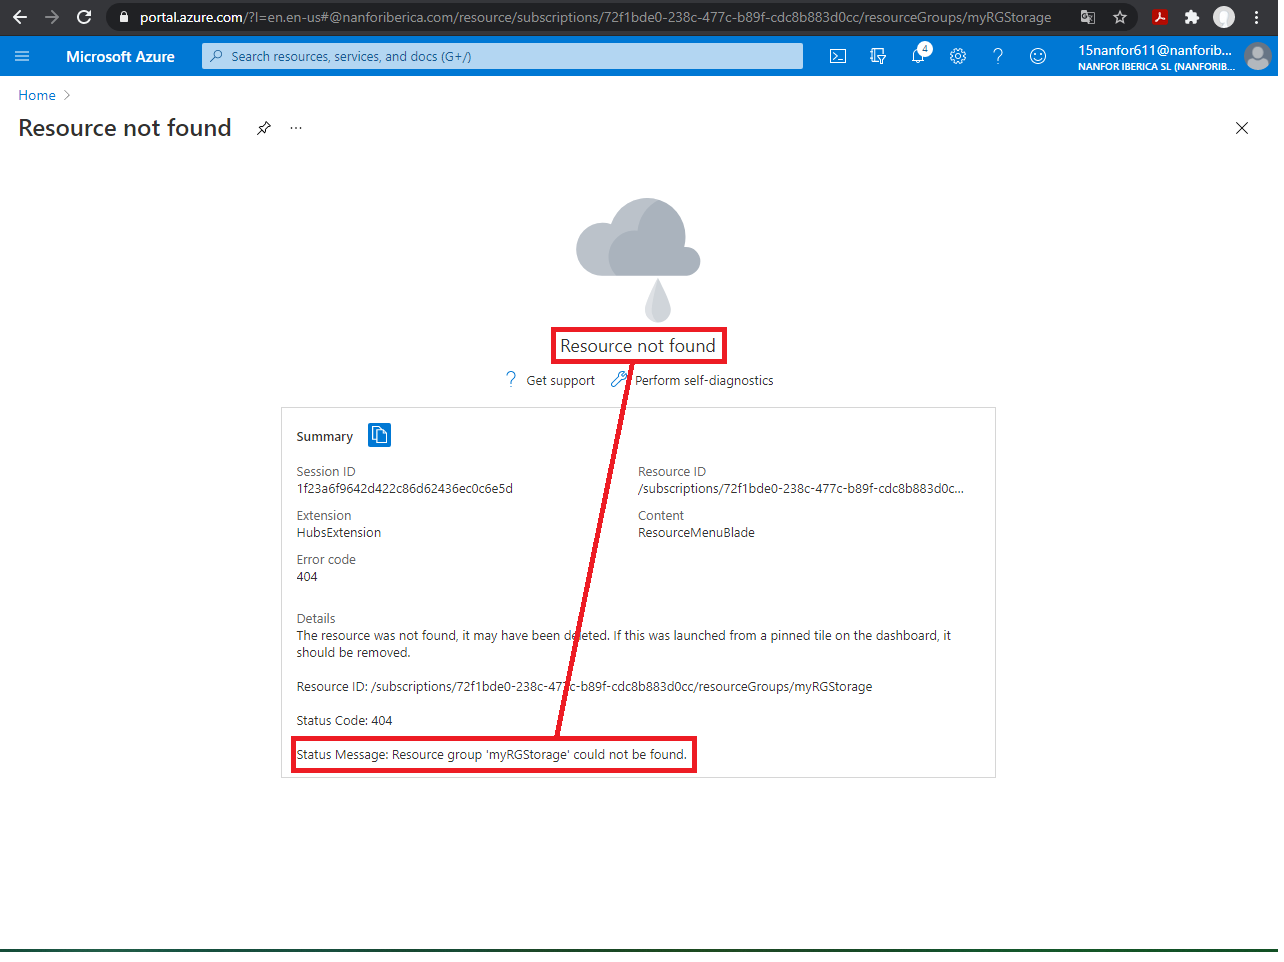 portal.azure.com/?l=en.en-us#@nanforiberica.com/resource/subscriptions/72f1bde0-238c-477c-b89f-cdc8b883d0cc/resourceGroups/myRGStorage
Microsoft Azure
Search resources, services, and docs (G+/)
4
15nanfor611@nanforib...
NANFOR IBERICA SL (NANFORIB...
Home
Resource not found
Resource not found
Get support
Perform self-diagnostics
Summary
Session ID
1f23a6f9642d422c86d62436ec0c6e5d
Resource ID
/subscriptions/72f1bde0-238c-477c-b89f-cdc8b883d0c...
Extension
HubsExtension
Content
ResourceMenuBlade
Error code
404
Details
The resource was not found, it may have been deleted. If this was launched from a pinned tile on the dashboard, it
should be removed.
Resource ID: /subscriptions/72f1bde0-238c-477c-b89f-cdc8b883d0cc/resourceGroups/myRGStorage
Status Code: 404
Status Message: Resource group 'myRGStorage' could not be found.